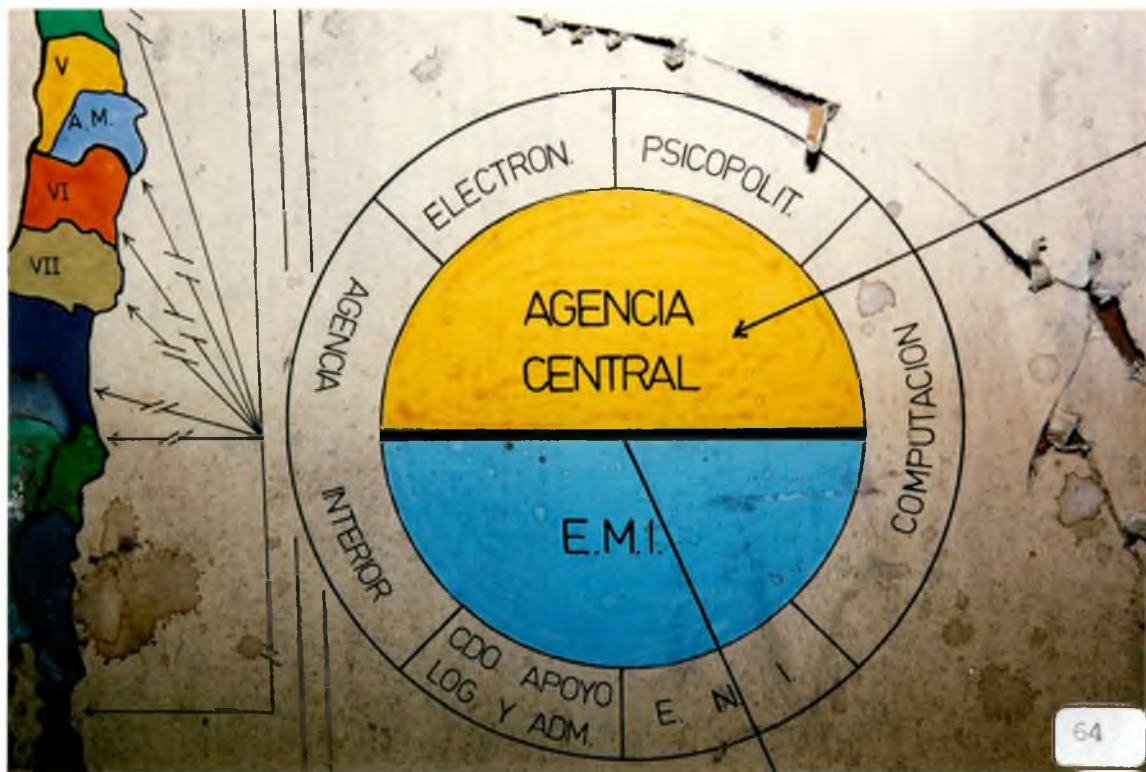 V
A.M.
VI
VII
ELECTRON.
PSICOPOLIT.
AGENCIA
INTERIOR
COMPUTACION
AGENCIA
CENTRAL
E.M.I.
CDO APOYO
LOG. Y ADM.
E. N. I.
64